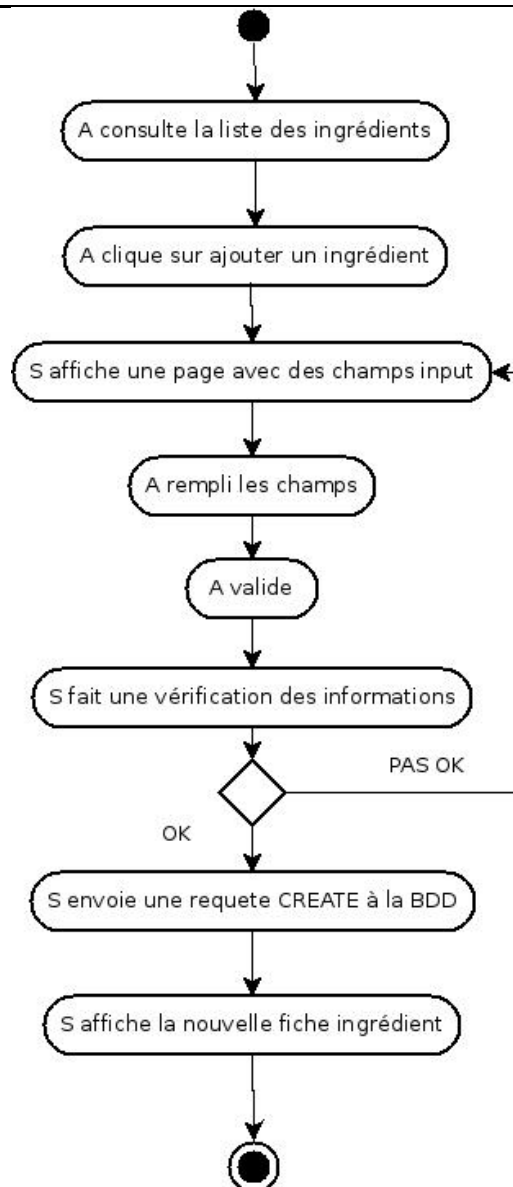 A consulte la liste des ingrédients
A clique sur ajouter un ingrédient
S affiche une page avec des champs input
A rempli les champs
A valide
S fait une vérification des informations
PAS OK
OK
S envoie une requete CREATE à la BDD
S affiche la nouvelle fiche ingrédient